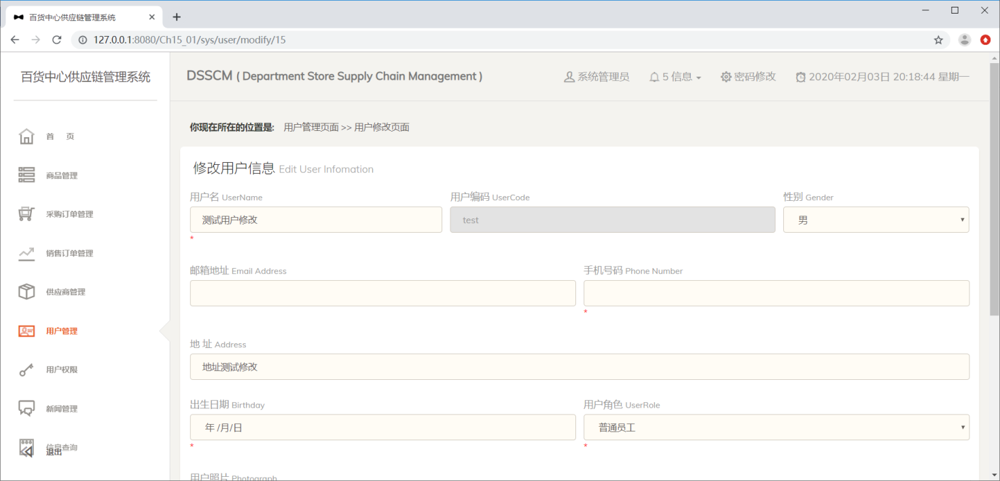 百货中心供应链管理系统
127.0.0.1:8080/Ch15_01/sys/user/modify/15
百货中心供应链管理系统
DSSCM ( Department Store Supply Chain Management )
系统管理员
5 信息
密码修改
2020年02月03日 20:18:44 星期一
首 页
商品管理
采购订单管理
销售订单管理
供应商管理
用户管理
用户权限
新闻管理
信息查询
退出
你现在所在的位置是: 用户管理页面 >> 用户修改页面
修改用户信息 Edit User Infomation
用户名 UserName
用户编码 UserCode
性别 Gender
测试用户修改
test
男
*
邮箱地址 Email Address
手机号码 Phone Number
*
地 址 Address
地址测试修改
出生日期 Birthday
用户角色 UserRole
年 /月/日
普通员工
*
*
用户照片 Photograph